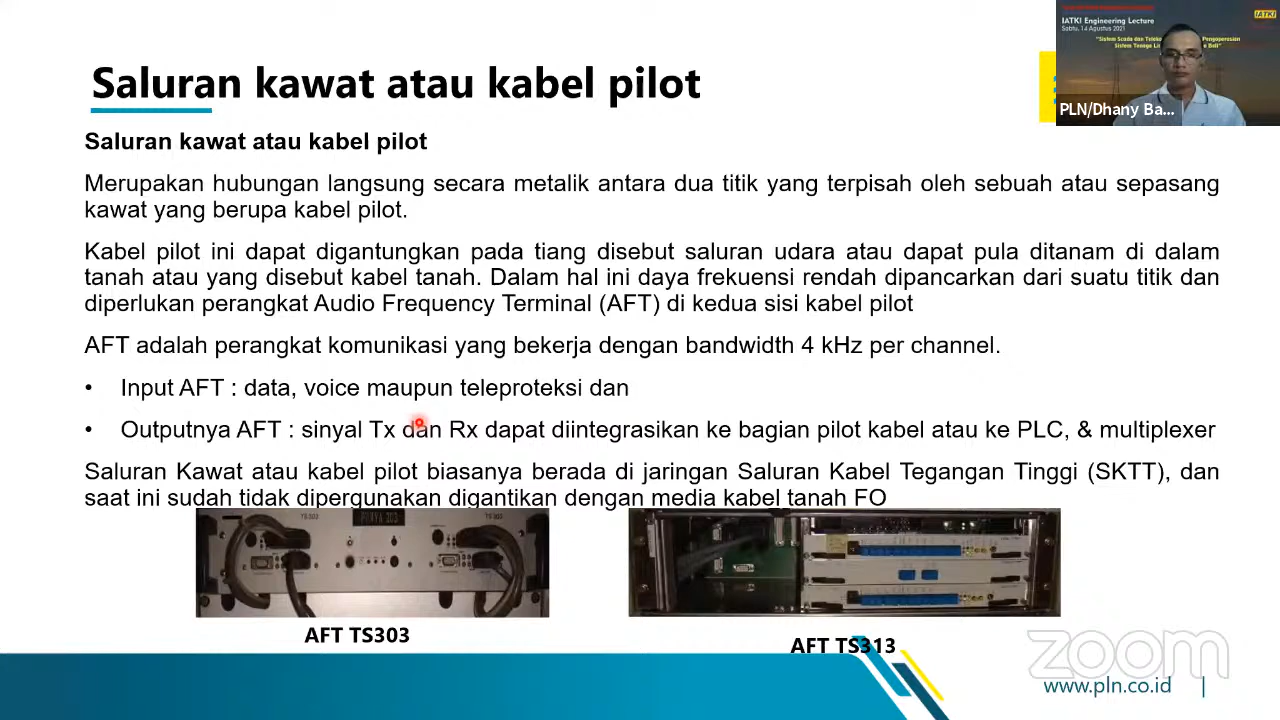 IATKI Engineering Lecture
IATKI
Sabtu, 14 Agustus 2021
PLN/Dhany Ba...
Saluran kawat atau kabel pilot
Saluran kawat atau kabel pilot
Merupakan hubungan langsung secara metalik antara dua titik yang terpisah oleh sebuah atau sepasang
kawat yang berupa kabel pilot.
Kabel pilot ini dapat digantungkan pada tiang disebut saluran udara atau dapat pula ditanam di dalam
tanah atau yang disebut kabel tanah. Dalam hal ini daya frekuensi rendah dipancarkan dari suatu titik dan
diperlukan perangkat Audio Frequency Terminal (AFT) di kedua sisi kabel pilot
AFT adalah perangkat komunikasi yang bekerja dengan bandwidth 4 kHz per channel.
• Input AFT : data, voice maupun teleproteksi dan
• Outputnya AFT : sinyal Tx dan Rx dapat diintegrasikan ke bagian pilot kabel atau ke PLC, & multiplexer
Saluran Kawat atau kabel pilot biasanya berada di jaringan Saluran Kabel Tegangan Tinggi (SKTT), dan
saat ini sudah tidak dipergunakan digantikan dengan media kabel tanah FO
AFT TS303
AFT TS313
zoom
www.pln.co.id |